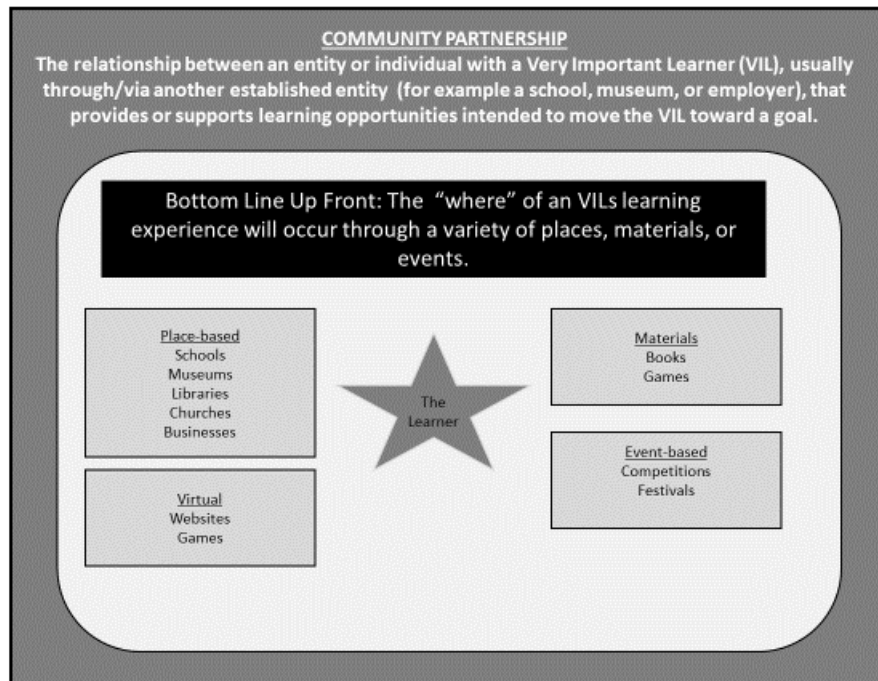 COMMUNITY PARTNERSHIP
The relationship between an entity or individual with a Very Important Learner (VIL), usually
through/via another established entity (for example a school, museum, or employer), that
provides or supports learning opportunities intended to move the VIL toward a goal.
Bottom Line Up Front: The “where” of an VILs learning
experience will occur through a variety of places, materials, or
events.
Place-based
Schools
Museums
Libraries
Churches
Businesses
Virtual
Websites
Games
The
Learner
Materials
Books
Games
Event-based
Competitions
Festivals